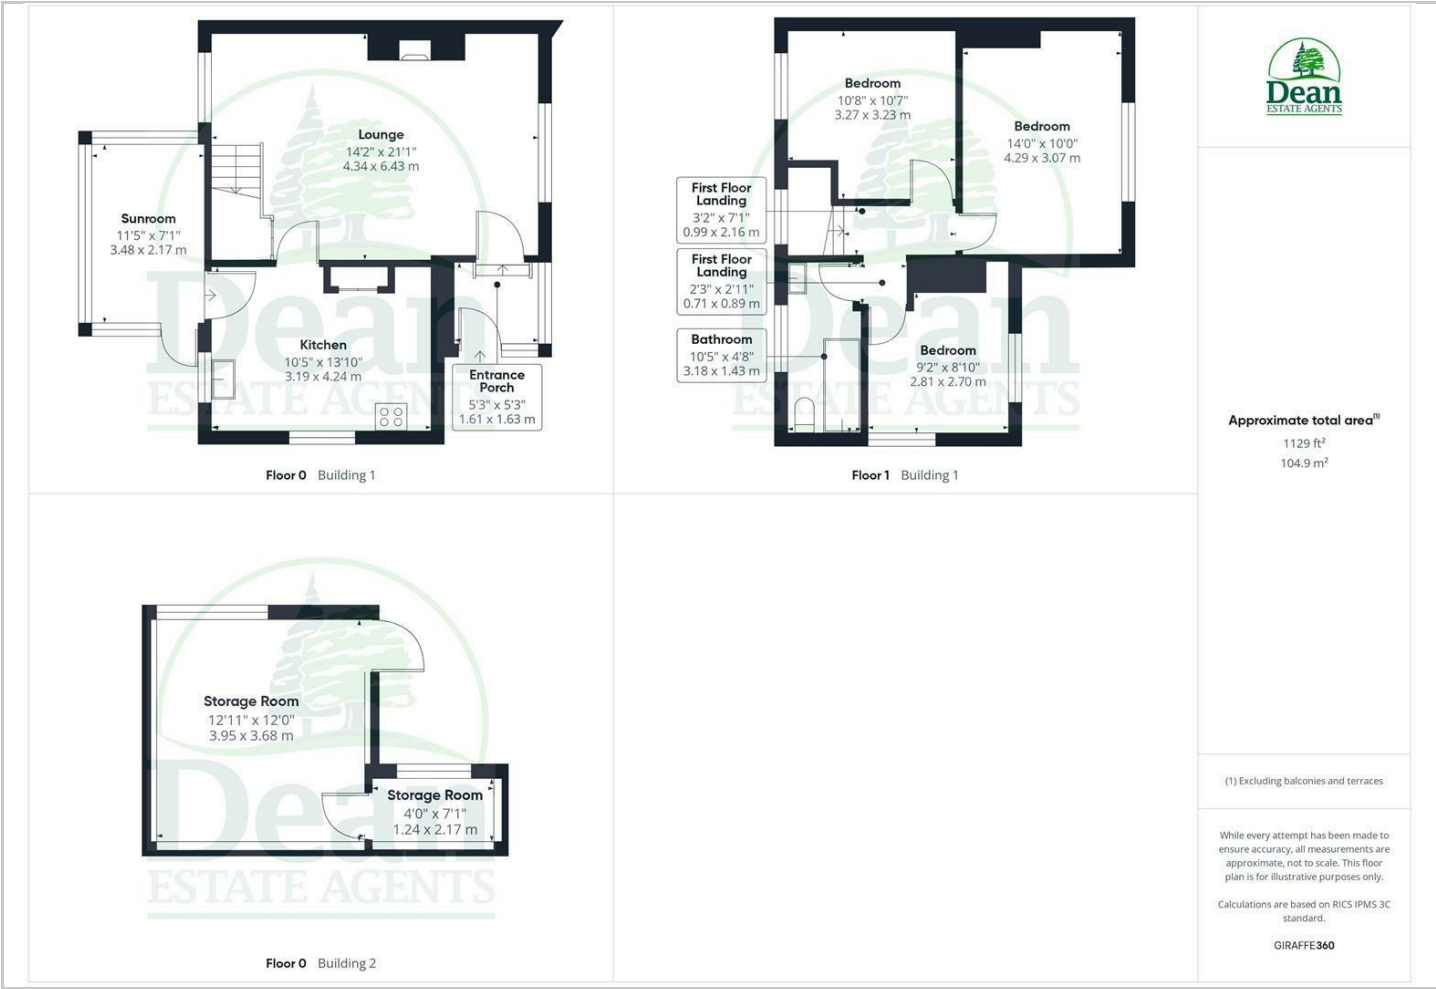 Lounge
14'2" x 21'1"
4.34 x 6.43 m
Sunroom
11'5" x 7'1"
3.48 x 2.17 m
Kitchen
10'5" x 13'10"
3.19 x 4.24 m
Entrance
Porch
5'3" x 5'3"
1.61 x 1.63 m
Dean
ESTATE AGENTS
Floor 0 Building 1
Bedroom
10'8" x 10'7"
3.27 x 3.23 m
Bedroom
14'0" x 10'0"
4.29 x 3.07 m
First Floor
Landing
3'2" x 7'1"
0.99 x 2.16 m
First Floor
Landing
2'3" x 2'11"
0.71 x 0.89 m
Bathroom
10'5" x 4'8"
3.18 x 1.43 m
Bedroom
9'2" x 8'10"
2.81 x 2.70 m
Dean
ESTATE AGENTS
Floor 1 Building 1
Storage Room
12'11" x 12'0"
3.95 x 3.68 m
Storage Room
4'0" x 7'1"
1.24 x 2.17 m
Dean
ESTATE AGENTS
Floor 0 Building 2
Dean
ESTATE AGENTS
Approximate total area(1)
1129 ft²
104.9 m²
(1) Excluding balconies and terraces
While every attempt has been made to
ensure accuracy, all measurements are
approximate, not to scale. This floor
plan is for illustrative purposes only.
Calculations are based on RICS IPMS 3C
standard.
GIRAFFE360